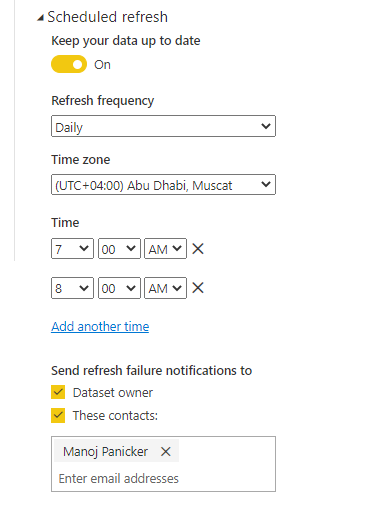 Scheduled refresh
Keep your data up to date
On
Refresh frequency
Daily
Time zone
(UTC+04:00) Abu Dhabi, Muscat
Time
7 00 AM
8 00 AM
Add another time
Send refresh failure notifications to
Dataset owner
These contacts:
Manoj Panicker
Enter email addresses